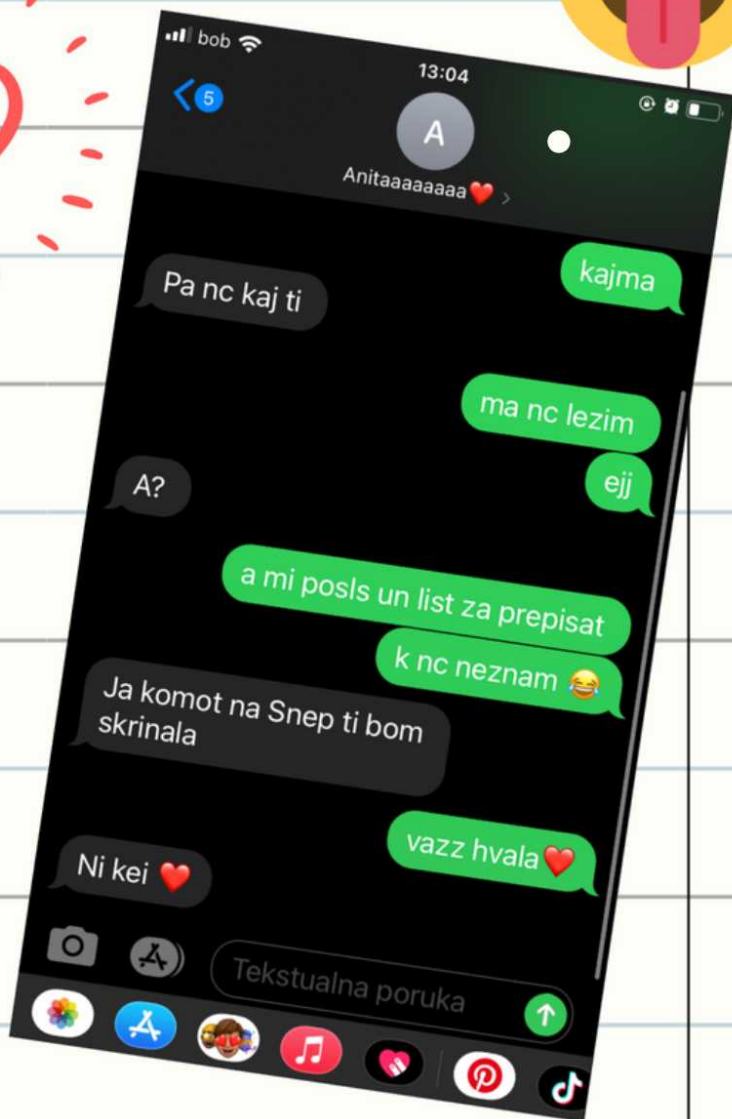 bob
13:04
5
A
Anitaaaaaaaa❤️
kajma
Pa nc kaj ti
ma nc lezim
ejj
A?
a mi posls un list za prepisat
k nc neznam 😂
Ja komot na Snep ti bom
skrinala
vazz hvala❤️
Ni kei ❤️
Tekstualna poruka